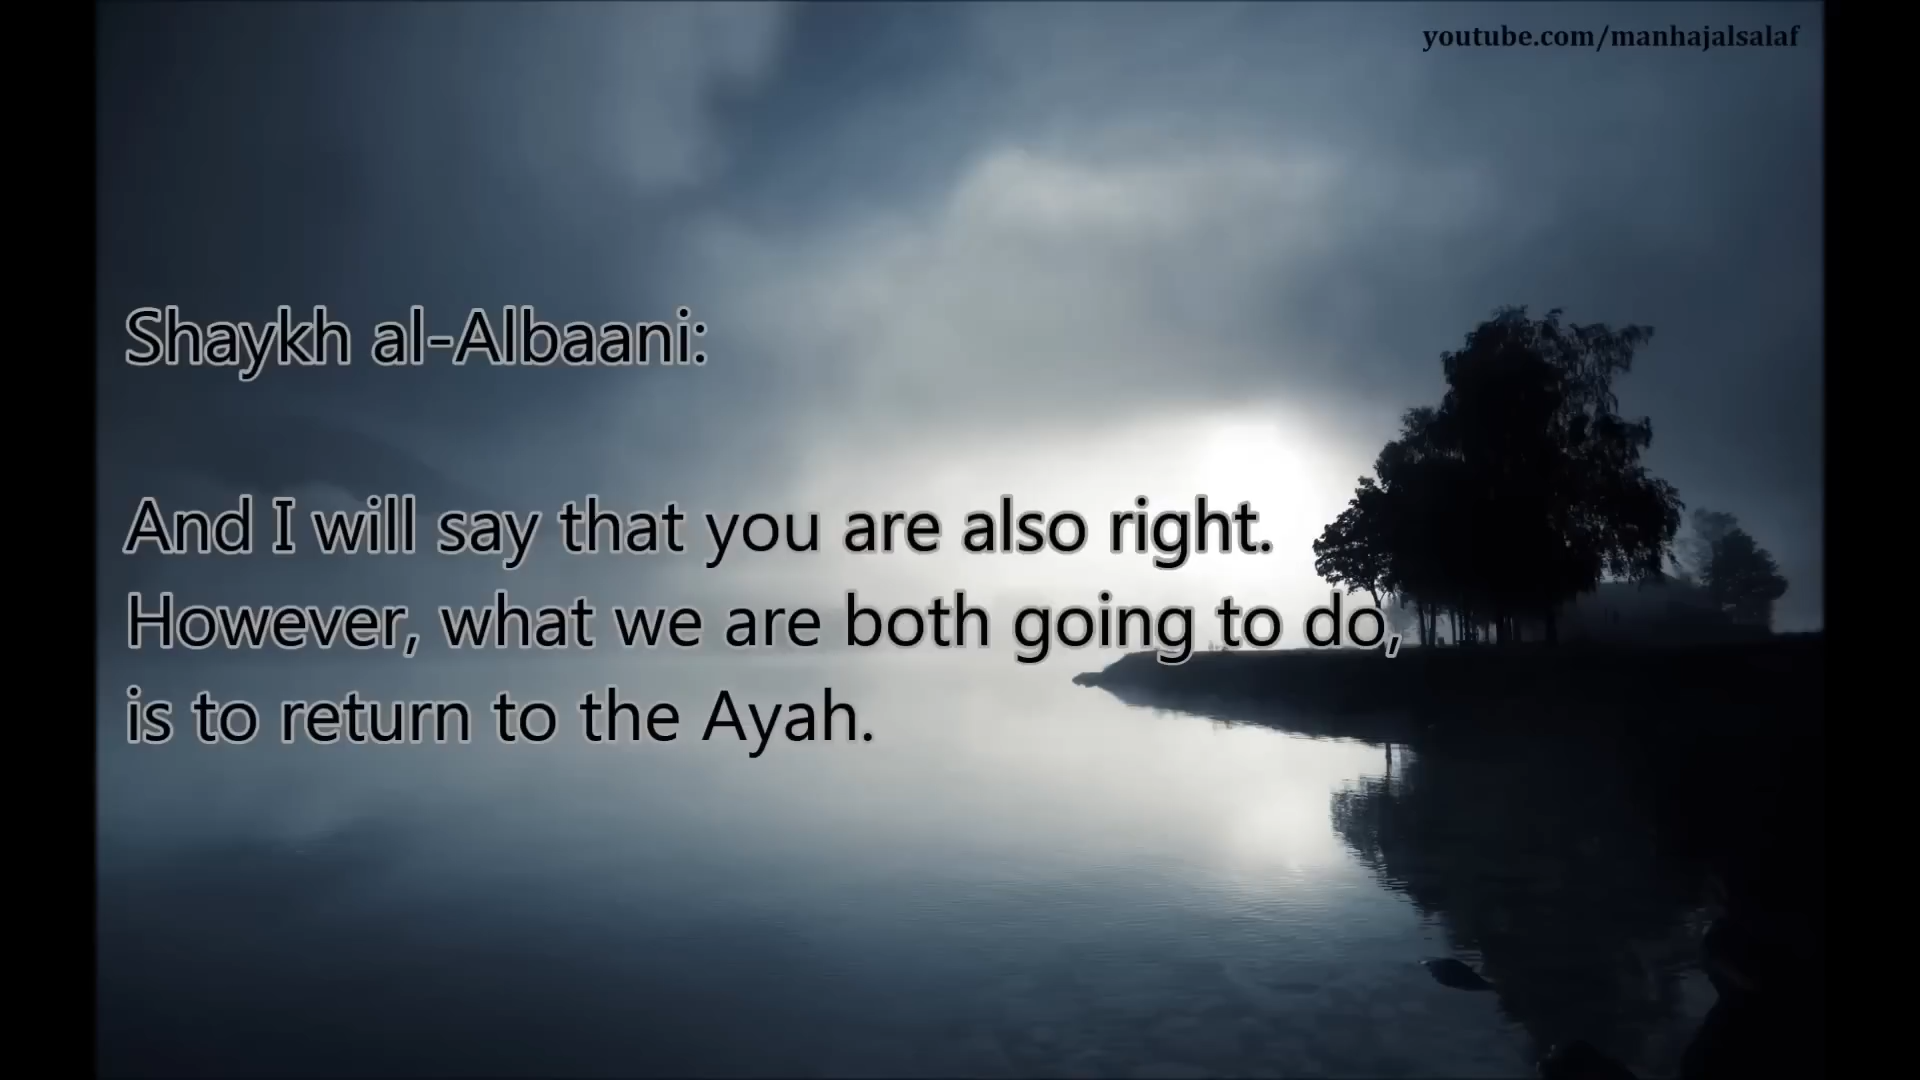 youtube.com/manhajalsalaf
Shaykh al-Albaani:
And I will say that you are also right.
However, what we are both going to do,
is to return to the Ayah.